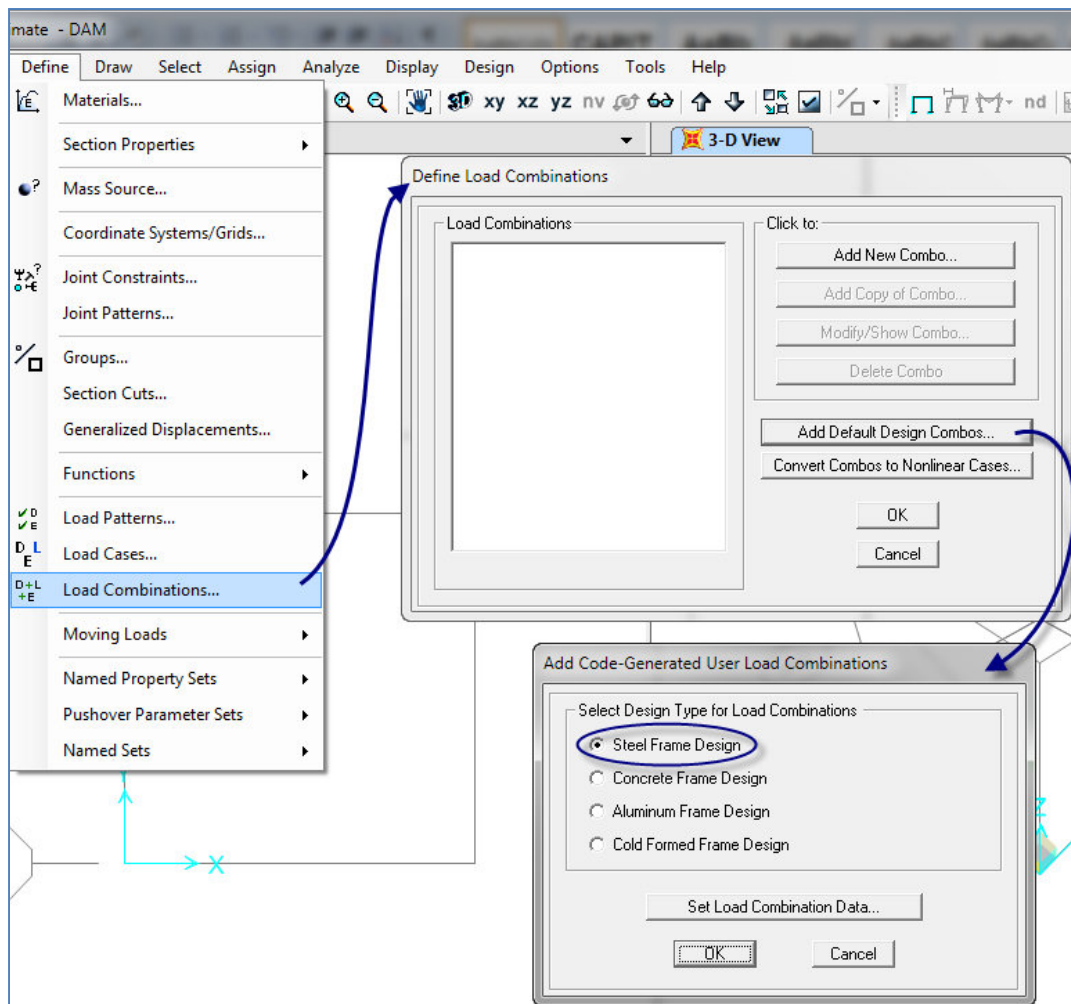 mate - DAM
Define Draw Select Assign Analyze Display Design Options Tools Help
Materials...
xy xz yz nv nd
Section Properties
3-D View
Mass Source...
Coordinate Systems/Grids...
Joint Constraints...
Joint Patterns...
Groups...
Section Cuts...
Generalized Displacements...
Functions
Load Patterns...
Load Cases...
D+L
+E
Load Combinations...
Moving Loads
Named Property Sets
Pushover Parameter Sets
Named Sets
Define Load Combinations
Load Combinations
Click to:
Add New Combo...
Add Copy of Combo...
Modify/Show Combo...
Delete Combo
Add Default Design Combos...
Convert Combos to Nonlinear Cases...
OK
Cancel
Add Code-Generated User Load Combinations
Select Design Type for Load Combinations
Steel Frame Design
Concrete Frame Design
Aluminum Frame Design
Cold Formed Frame Design
Set Load Combination Data...
OK
Cancel
X
Z